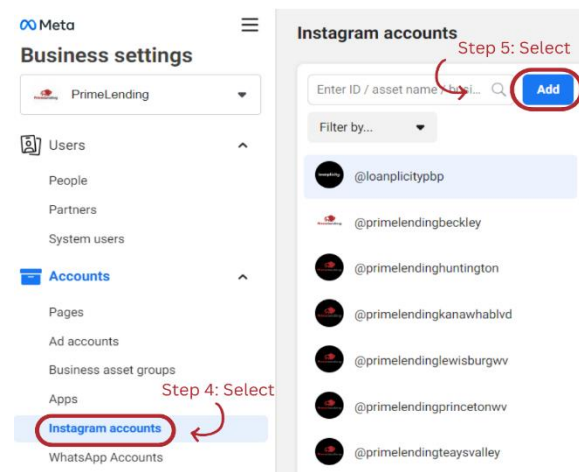 Meta
Business settings
PrimeLending
Users
People
Partners
System users
Accounts
Pages
Ad accounts
Business asset groups
Apps
Step 4: Select
Instagram accounts
WhatsApp Accounts
Instagram accounts
Step 5: Select
Enter ID / asset name / busi...
Add
Filter by...
@loanplicitypbp
@primelendingbeckley
@primelendinghuntington
@primelendingkanawhablvd
@primelendinglewisburgwv
@primelendingprincetonwv
@primelendingteaysvalley